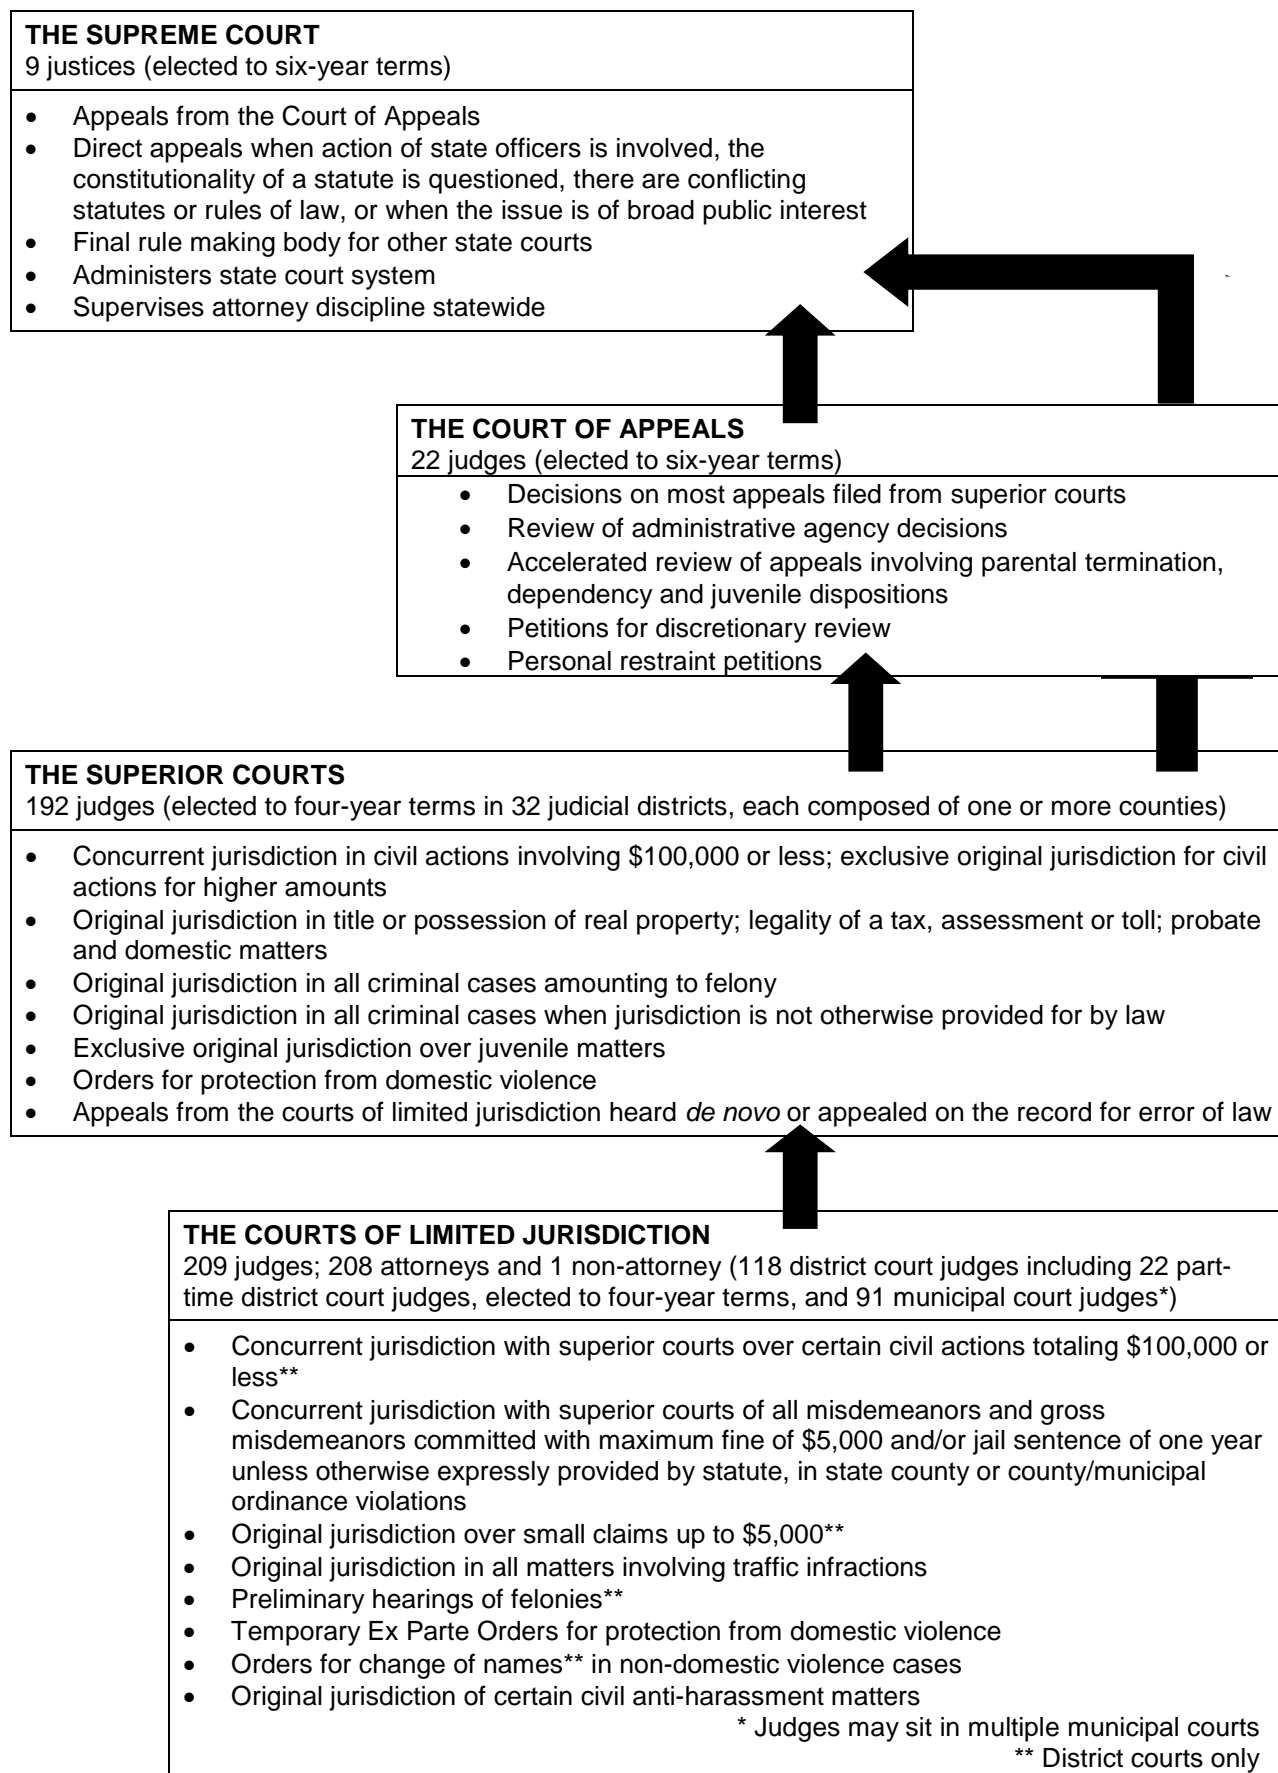 THE SUPREME COURT
9 justices (elected to six-year terms)
• Appeals from the Court of Appeals
• Direct appeals when action of state officers is involved, the
constitutionality of a statute is questioned, there are conflicting
statutes or rules of law, or when the issue is of broad public interest
• Final rule making body for other state courts
• Administers state court system
• Supervises attorney discipline statewide
THE COURT OF APPEALS
22 judges (elected to six-year terms)
• Decisions on most appeals filed from superior courts
• Review of administrative agency decisions
• Accelerated review of appeals involving parental termination,
dependency and juvenile dispositions
• Petitions for discretionary review
• Personal restraint petitions
THE SUPERIOR COURTS
192 judges (elected to four-year terms in 32 judicial districts, each composed of one or more counties)
• Concurrent jurisdiction in civil actions involving $100,000 or less; exclusive original jurisdiction for civil
actions for higher amounts
• Original jurisdiction in title or possession of real property; legality of a tax, assessment or toll; probate
and domestic matters
• Original jurisdiction in all criminal cases amounting to felony
• Original jurisdiction in all criminal cases when jurisdiction is not otherwise provided for by law
• Exclusive original jurisdiction over juvenile matters
• Orders for protection from domestic violence
• Appeals from the courts of limited jurisdiction heard de novo or appealed on the record for error of law
THE COURTS OF LIMITED JURISDICTION
209 judges; 208 attorneys and 1 non-attorney (118 district court judges including 22 part-
time district court judges, elected to four-year terms, and 91 municipal court judges*)
• Concurrent jurisdiction with superior courts over certain civil actions totaling $100,000 or
less**
• Concurrent jurisdiction with superior courts of all misdemeanors and gross
misdemeanors committed with maximum fine of $5,000 and/or jail sentence of one year
unless otherwise expressly provided by statute, in state county or county/municipal
ordinance violations
• Original jurisdiction over small claims up to $5,000**
• Original jurisdiction in all matters involving traffic infractions
• Preliminary hearings of felonies**
• Temporary Ex Parte Orders for protection from domestic violence
• Orders for change of names** in non-domestic violence cases
• Original jurisdiction of certain civil anti-harassment matters
* Judges may sit in multiple municipal courts
** District courts only